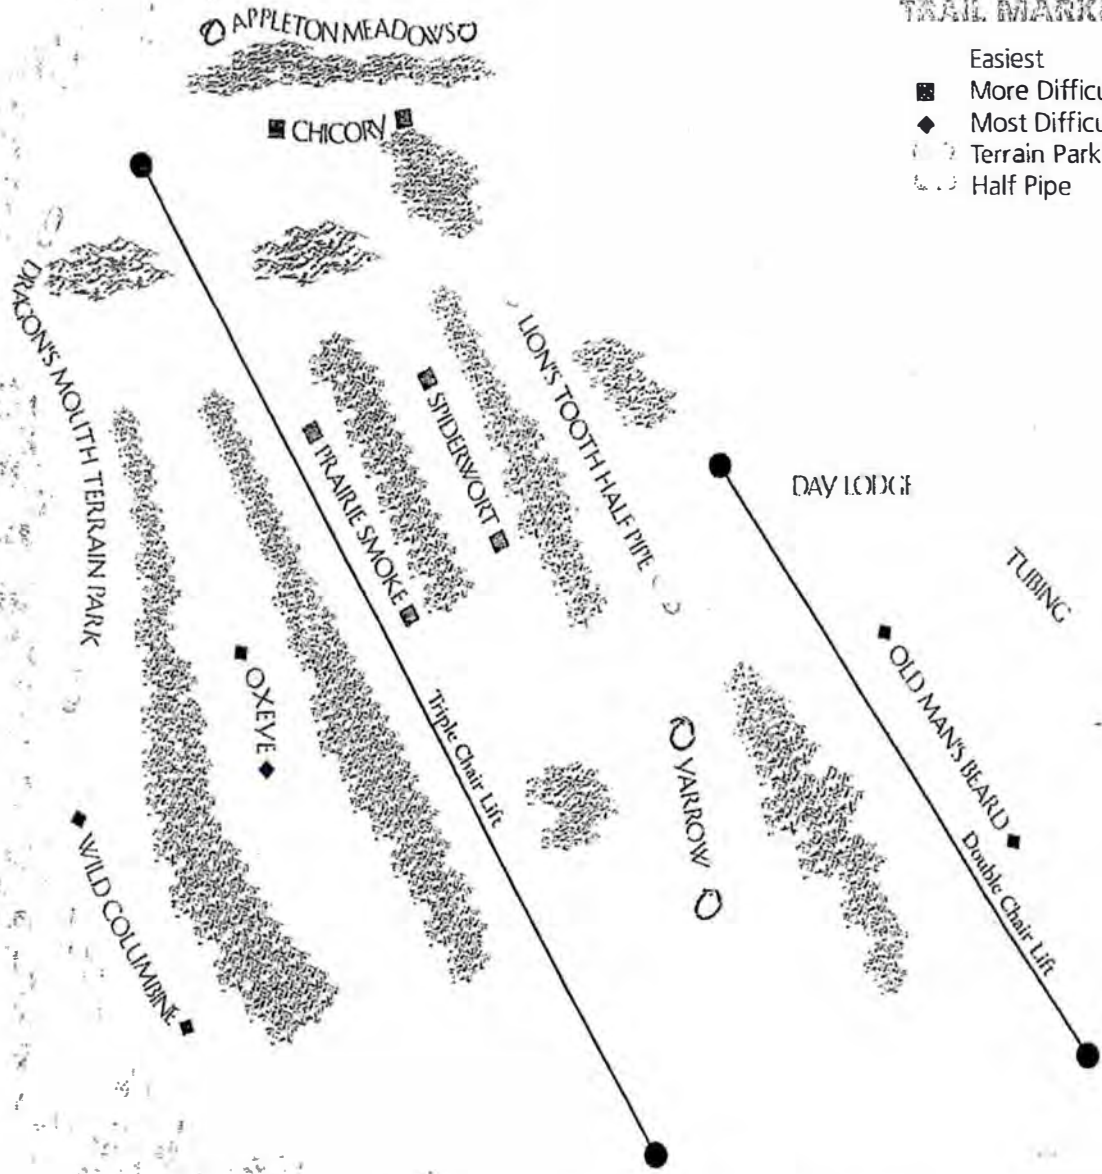 TRAIL
APPLETON MEADOWS
Easiest
More Difficu
Most Difficu
Terrain Park
Half Pipe
CHICORY
DRAGON'S MOUTH TERRAIN PARK
LION'S TOOTH HALF PIPE
SPIDERWORT
PRAIRIE SMOKE
DAY LODGE
TUBING
OXEYE
OLD MAN'S BEARD
Triple Chair Lift
YARROW
WILD COLUMBINE
Double Chair Lift